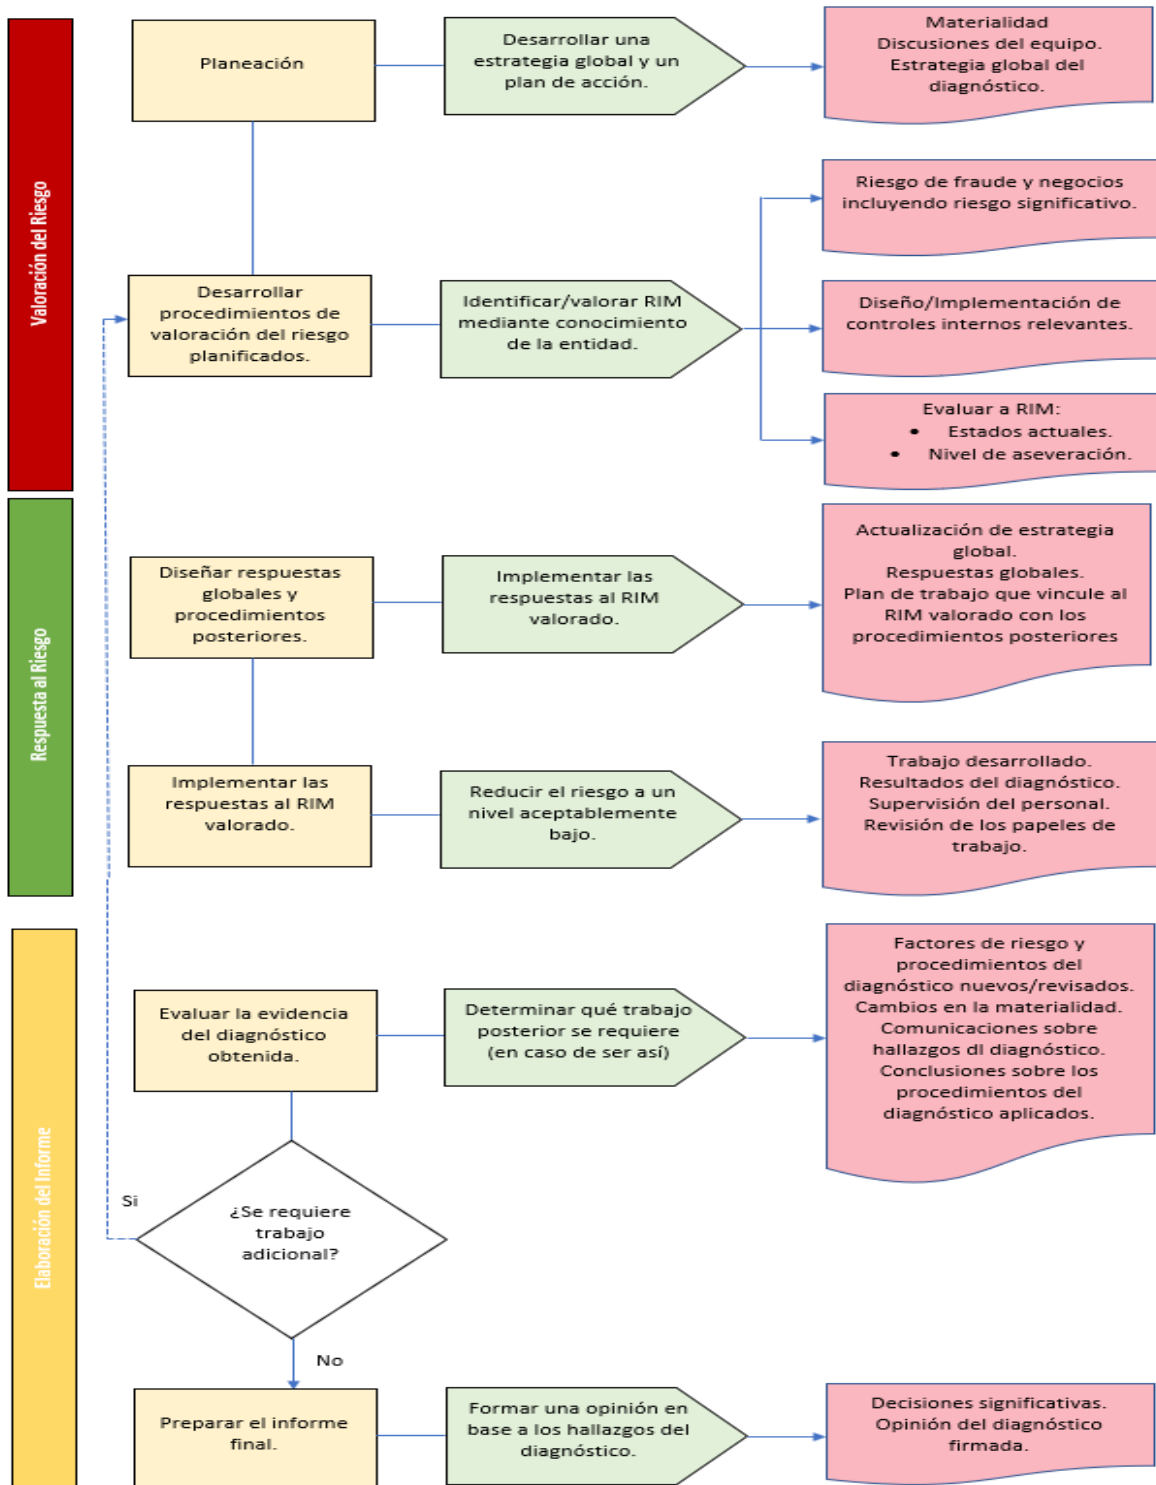 Valoración del Riesgo
Planeación
Desarrollar una
estrategia global y un
plan de acción.
Materialidad
Discusiones del equipo.
Estrategia global del
diagnóstico.
Desarrollar
procedimientos de
valoración del riesgo
planificados.
Identificar/valorar RIM
mediante conocimiento
de la entidad.
Riesgo de fraude y negocios
incluyendo riesgo significativo.
Diseño/Implementación de
controles internos relevantes.
Evaluar a RIM:
• Estados actuales.
• Nivel de aseveración.
Respuesta al Riesgo
Diseñar respuestas
globales y
procedimientos
posteriores.
Implementar las
respuestas al RIM
valorado.
Actualización de estrategia
global.
Respuestas globales.
Plan de trabajo que vincule al
RIM valorado con los
procedimientos posteriores
Implementar las
respuestas al RIM
valorado.
Reducir el riesgo a un
nivel aceptablemente
bajo.
Trabajo desarrollado.
Resultados del diagnóstico.
Supervisión del personal.
Revisión de los papeles de
trabajo.
Elaboración del Informe
Evaluar la evidencia
del diagnóstico
obtenida.
Determinar qué trabajo
posterior se requiere
(en caso de ser así)
Factores de riesgo y
procedimientos del
diagnóstico nuevos/revisados.
Cambios en la materialidad.
Comunicaciones sobre
hallazgos dl diagnóstico.
Conclusiones sobre los
procedimientos del
diagnóstico aplicados.
Si
¿Se requiere
trabajo
adicional?
No
Preparar el informe
final.
Formar una opinión en
base a los hallazgos del
diagnóstico.
Decisiones significativas.
Opinión del diagnóstico
firmada.